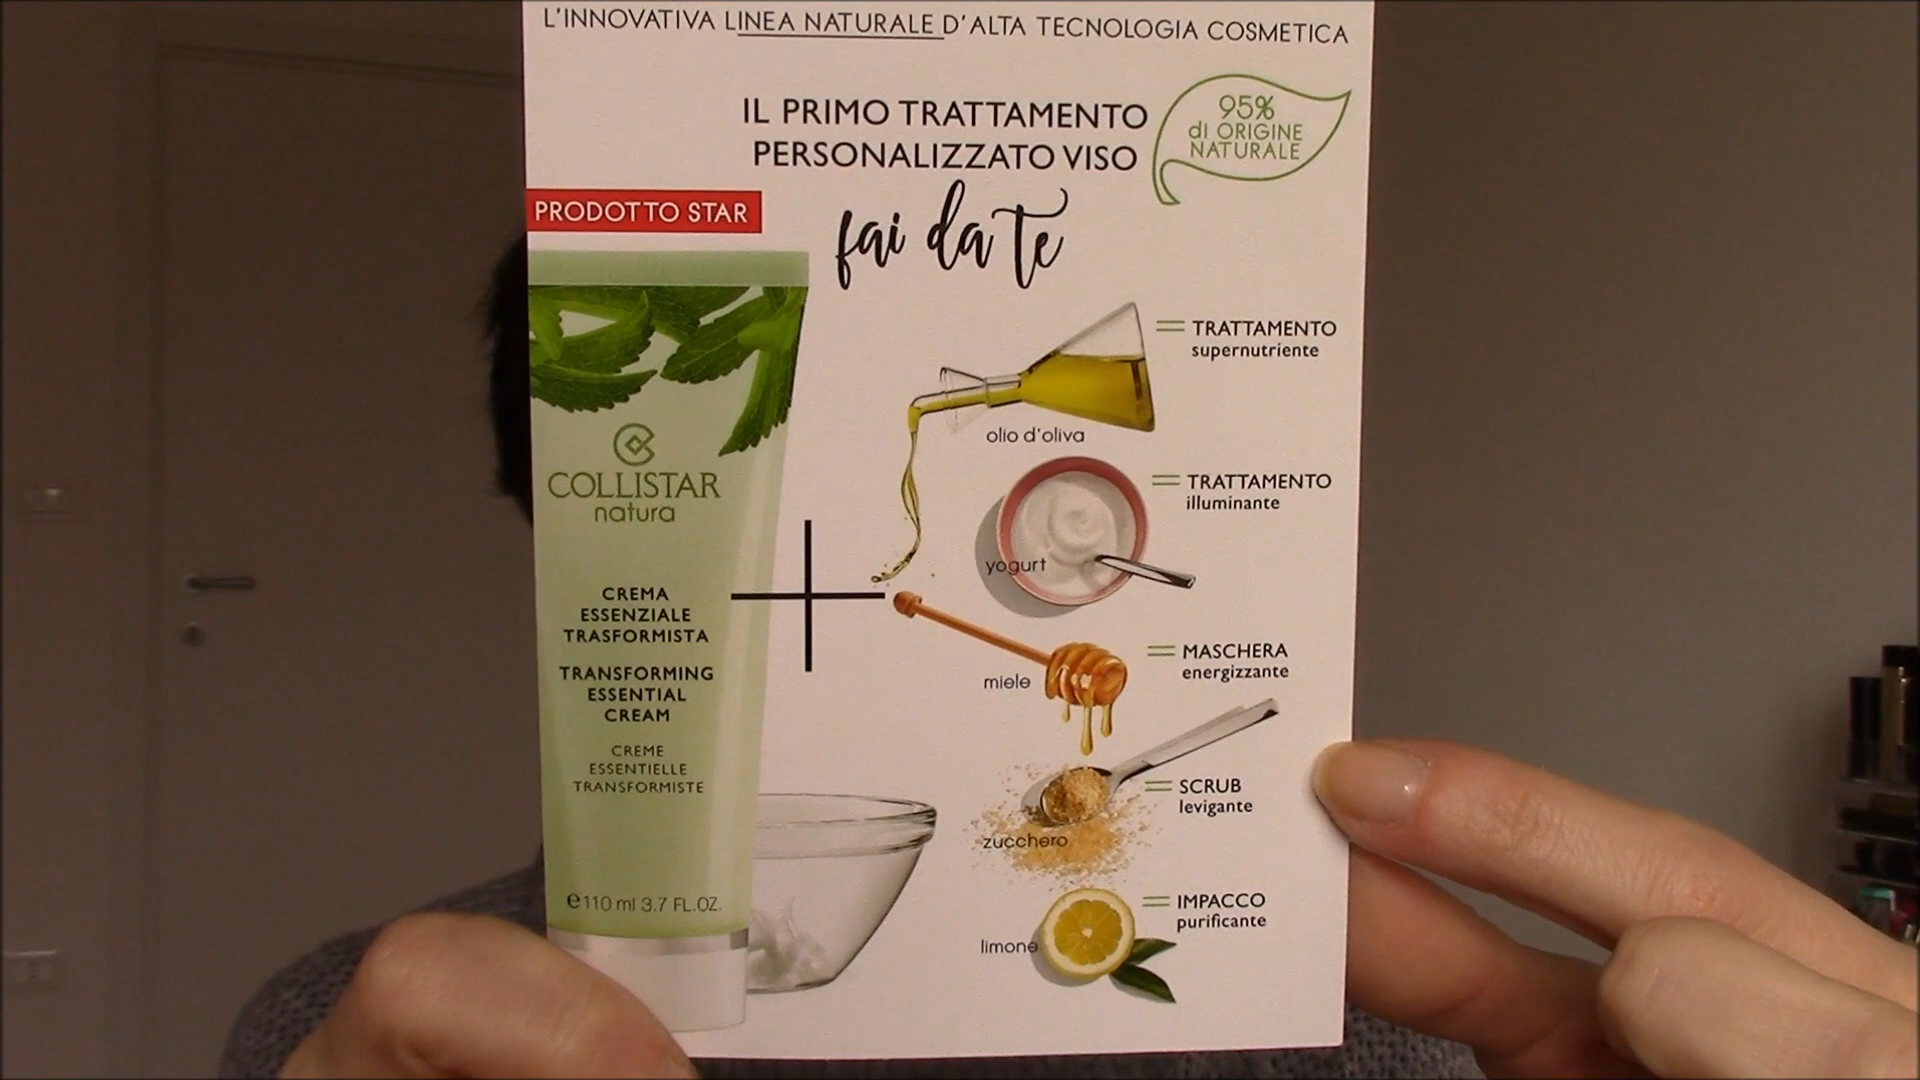 L'INNOVATIVA LINEA NATURALE D'ALTA TECNOLOGIA COSMETICA
IL PRIMO TRATTAMENTO
PERSONALIZZATO VISO
fai da te
95%
di ORIGINE
NATURALE
PRODOTTO STAR
COLLISTAR
natura
CREMA
ESSENZIALE
TRASFORMISTA
TRANSFORMING
ESSENTIAL
CREAM
CREME
ESSENTIELLE
TRANSFORMISTE
e 110 ml 3.7 FL.OZ.
+
olio d'oliva
= TRATTAMENTO
supernutriente
yogurt
= TRATTAMENTO
illuminante
miele
= MASCHERA
energizzante
zucchero
= SCRUB
levigante
limone
= IMPACCO
purificante